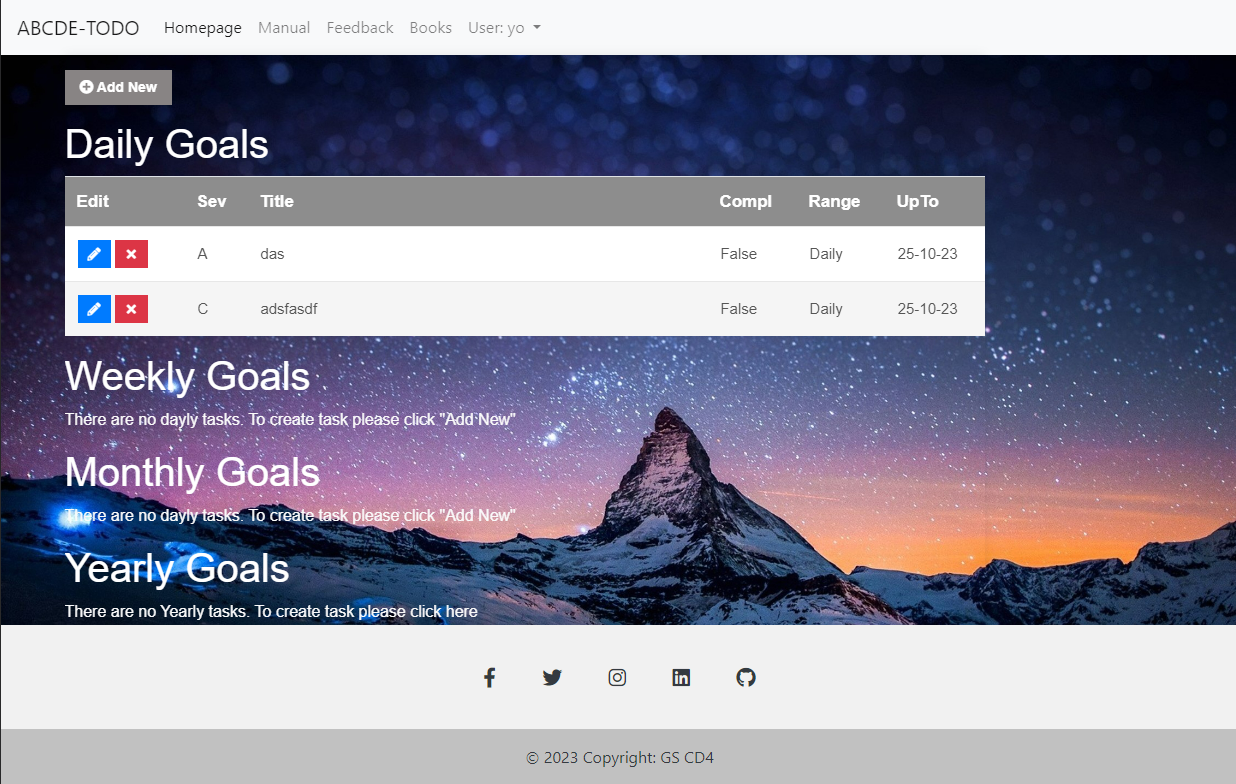 ABCDE-TODO Homepage Manual Feedback Books User: yo
Add New
Daily Goals
Edit Sev Title Compl Range UpTo
A das False Daily 25-10-23
C adsfasdf False Daily 25-10-23
Weekly Goals
There are no dayly tasks. To create task please click "Add New"
Monthly Goals
There are no dayly tasks. To create task please click "Add New"
Yearly Goals
There are no Yearly tasks. To create task please click here
© 2023 Copyright: GS CD4